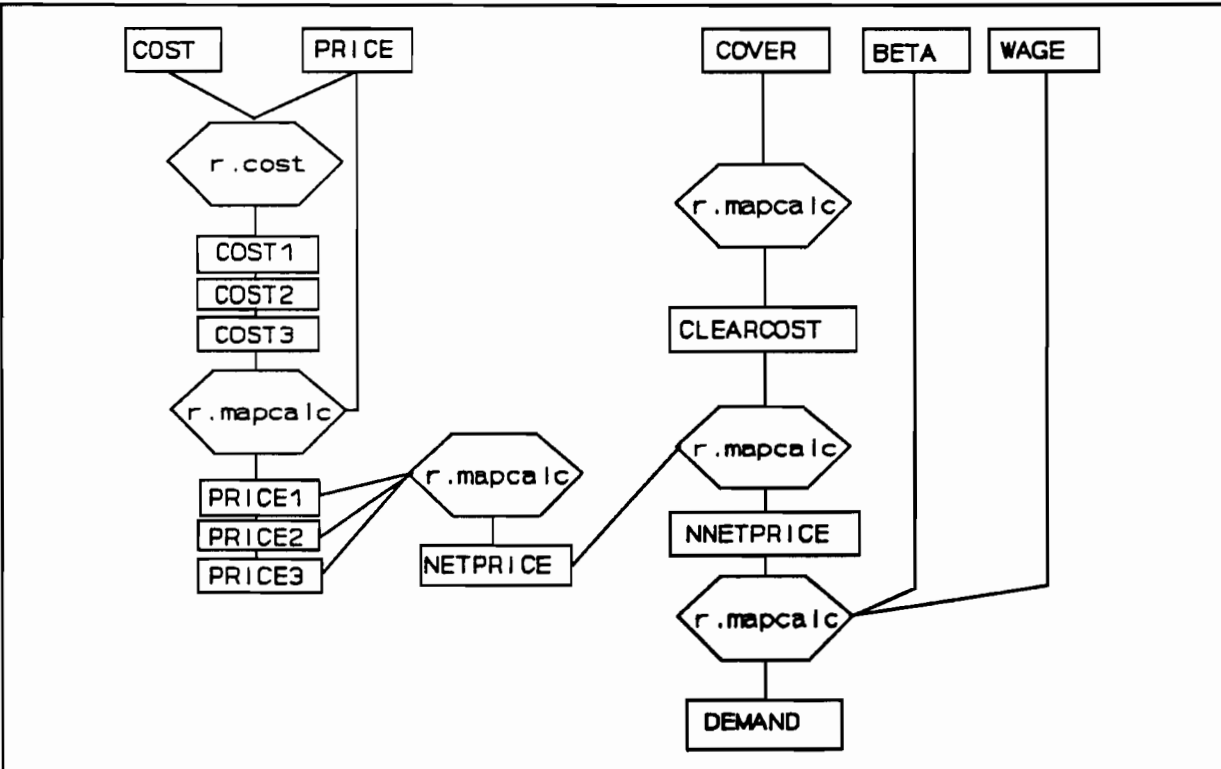 COST
PRICE
COVER
BETA
WAGE
r.cost
r.mapcalc
COST1
COST2
COST3
CLEARCOST
r.mapcalc
r.mapcalc
r.mapcalc
PRICE1
PRICE2
PRICE3
NETPRICE
NNETPRICE
r.mapcalc
DEMAND